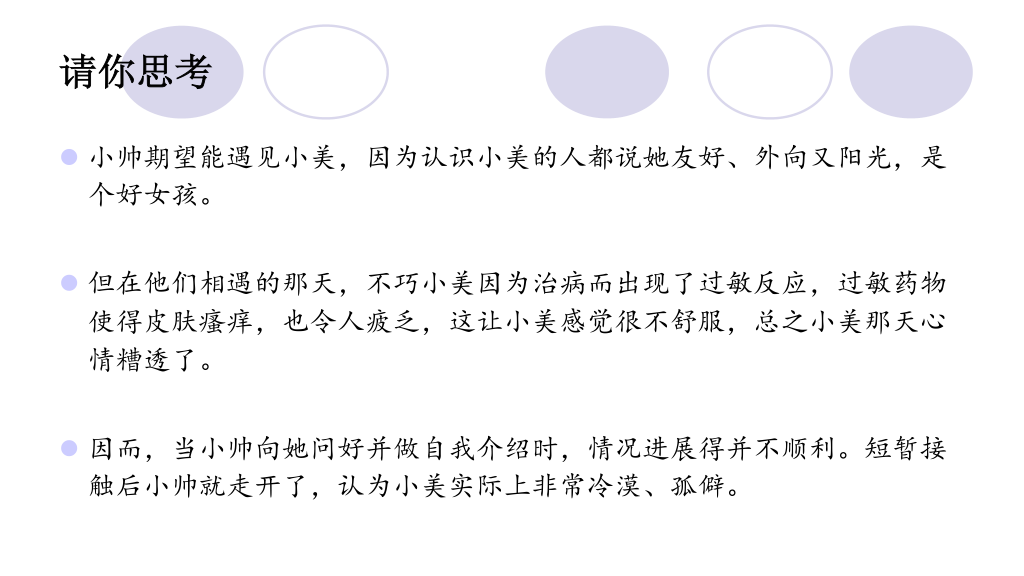 请你思考
小帅期望能遇见小美，因为认识小美的人都说她友好、外向又阳光，是
个好女孩。
但在他们相遇的那天，不巧小美因为治病而出现了过敏反应，过敏药物
使得皮肤瘙痒，也令人疲乏，这让小美感觉很不舒服，总之小美那天心
情糟透了。
因而，当小帅向她问好并做自我介绍时，情况进展得并不顺利。短暂接
触后小帅就走开了，认为小美实际上非常冷漠、孤僻。